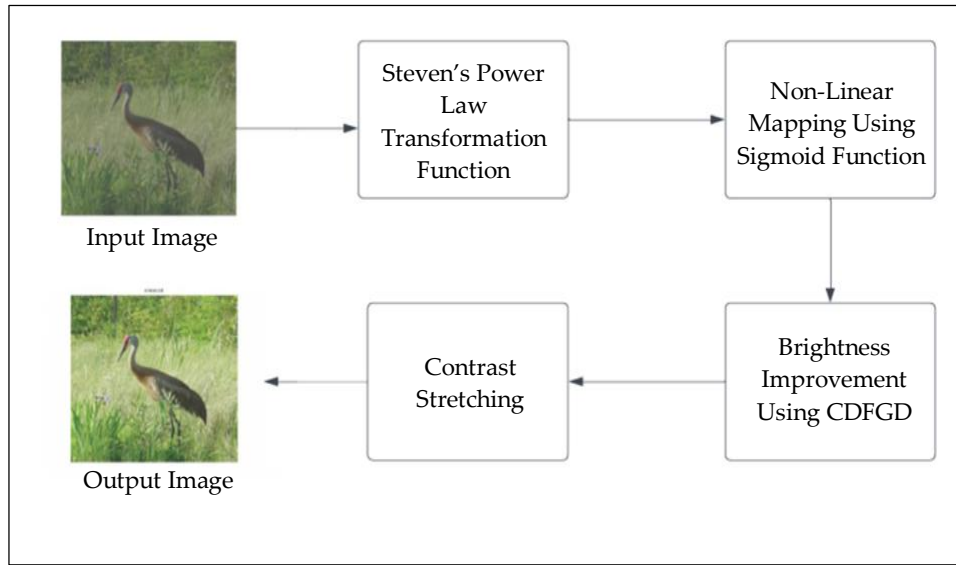 Steven's Power
Law
Transformation
Function
Non-Linear
Mapping Using
Sigmoid Function
Input Image
Brightness
Improvement
Using CDFGD
Contrast
Stretching
Output Image